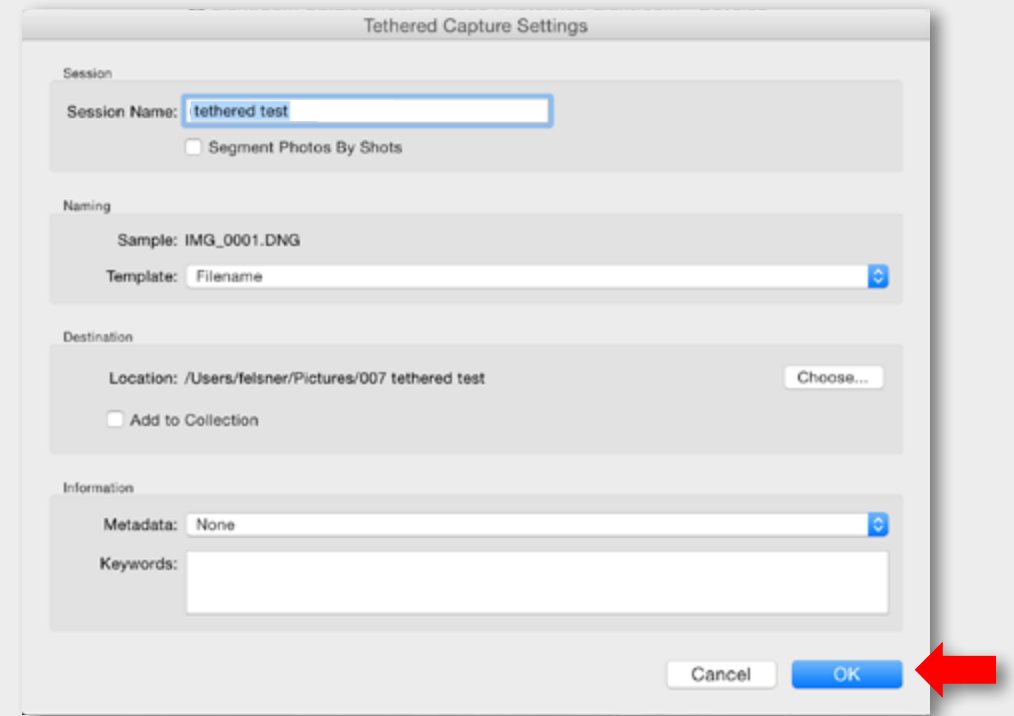 Tethered Capture Settings
Session
Session Name: tethered test
Segment Photos By Shots
Naming
Sample: IMG_0001.DNG
Template: Filename
Destination
Location: /Users/felsner/Pictures/007 tethered test
Choose...
Add to Collection
Information
Metadata: None
Keywords:
Cancel OK